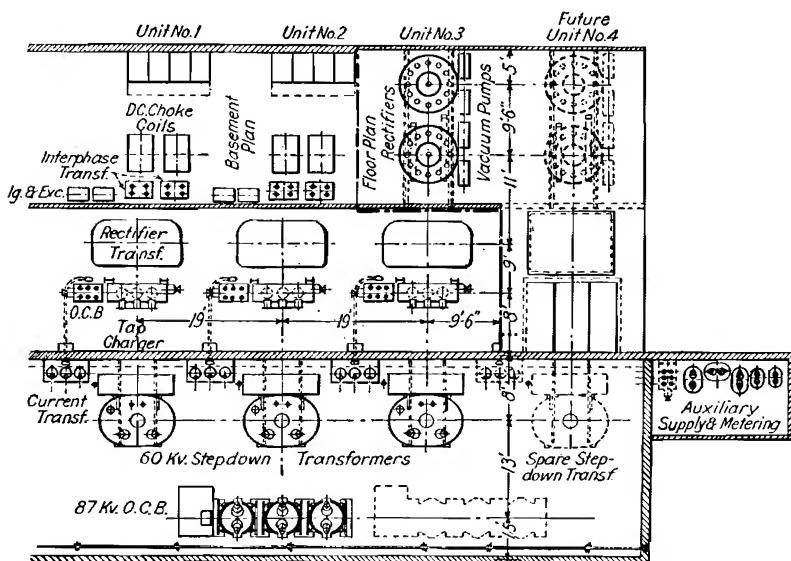 Unit No.1
Unit No.2
Unit No.3
Future
Unit No.4
D.C. Choke
Coils
Basement
Plan
Floor Plan
Rectifiers
Vacuum Pumps
5'
9'6"
11'
Interphase
Transf.
Ig. & Exc.
Rectifier
Transf.
9'
O.C.B
Tap
Changer
19'
19'
9'6"
8'
Current
Transf.
8'
Auxiliary
Supply & Metering
60 Kv. Stepdown Transformers
Spare Step-
down Transf.
13'
87 Kv. O.C.B.
15'